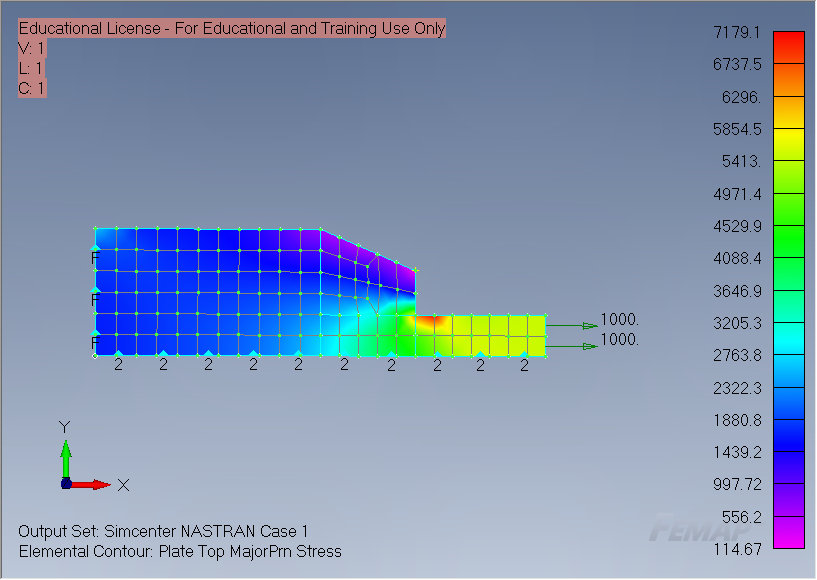 Educational License - For Educational and Training Use Only
V: 1
L: 1
C: 1
7179.1
6737.5
6296.
5854.5
5413.
4971.4
4529.9
4088.4
3646.9
3205.3
2763.8
2322.3
1880.8
1439.2
997.72
556.2
114.67
F
F
F
1000.
1000.
2 2 2 2 2 2 2 2 2 2
Y
X
Output Set: Simcenter NASTRAN Case 1
Elemental Contour: Plate Top MajorPrn Stress
FEMAP